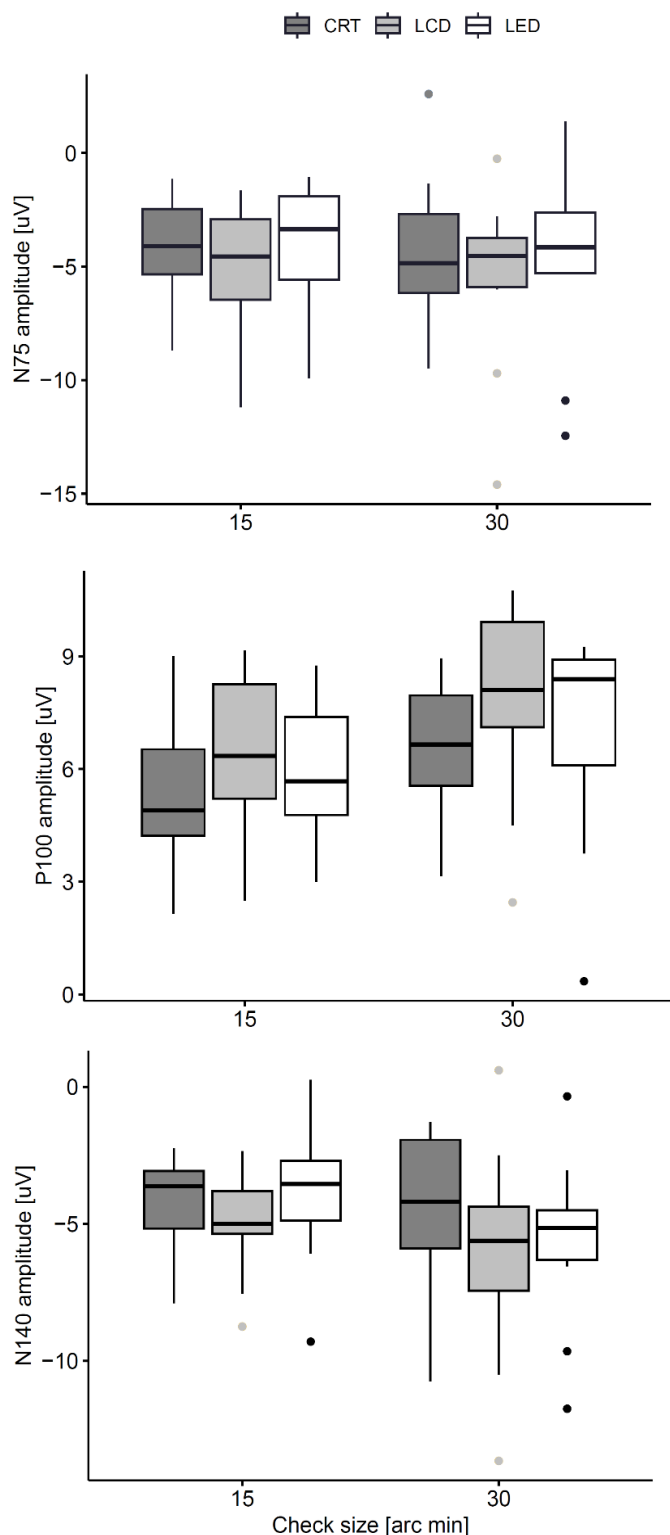 CRT LCD LED
N75 amplitude [uV]
0
−5
−10
−15
15 30
P100 amplitude [uV]
9
6
3
0
15 30
N140 amplitude [uV]
0
−5
−10
15 30
Check size [arc min]